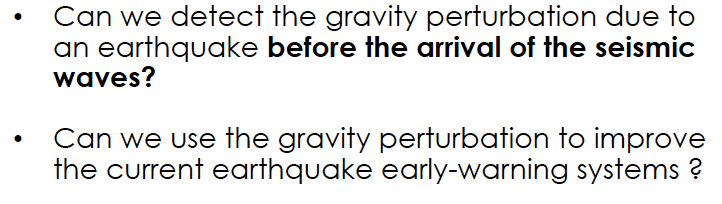 • Can we detect the gravity perturbation due to
an earthquake before the arrival of the seismic
waves?
• Can we use the gravity perturbation to improve
the current earthquake early-warning systems ?